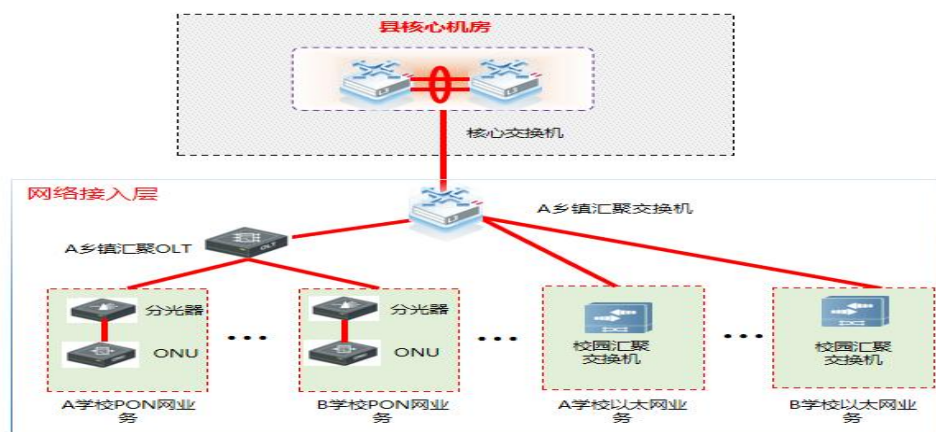 县核心机房
核心交换机
网络接入层
A乡镇汇聚交换机
A乡镇汇聚OLT
分光器
ONU
分光器
ONU
校园汇聚
交换机
校园汇聚
交换机
A学校PON网业
务
B学校PON网业
务
A学校以太网业
务
B学校以太网业
务